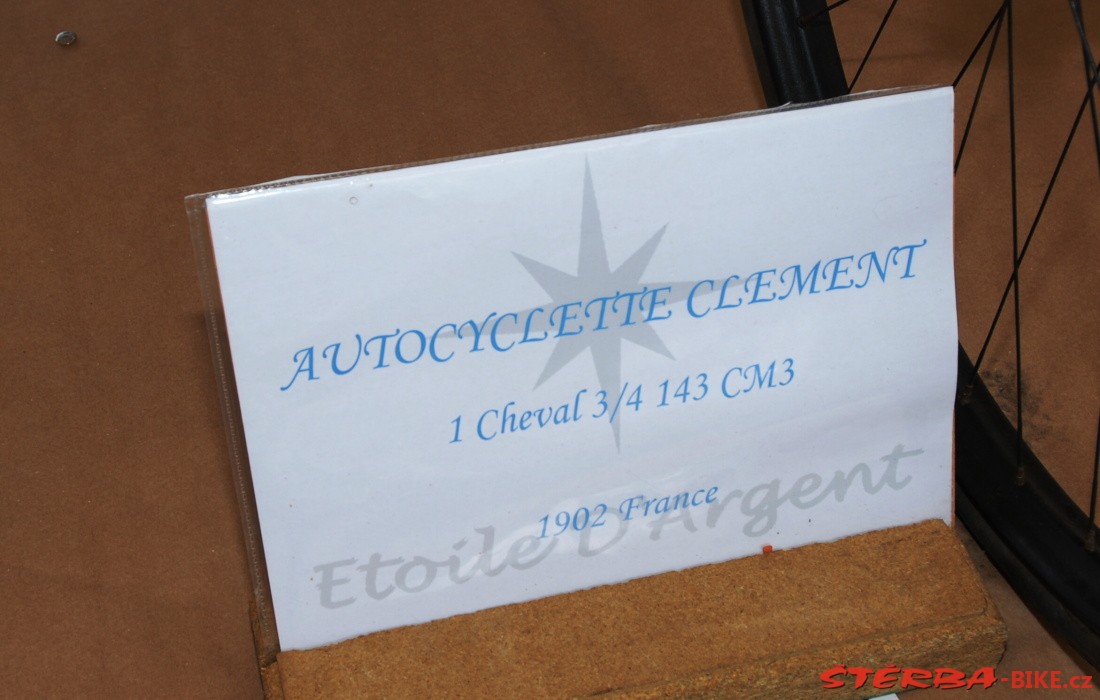 AUTOCYCLETTE CLEMENT
1 Cheval 3/4 143 CM3
1902 France
Etoile D'Argent
STERBA-BIKE.cz